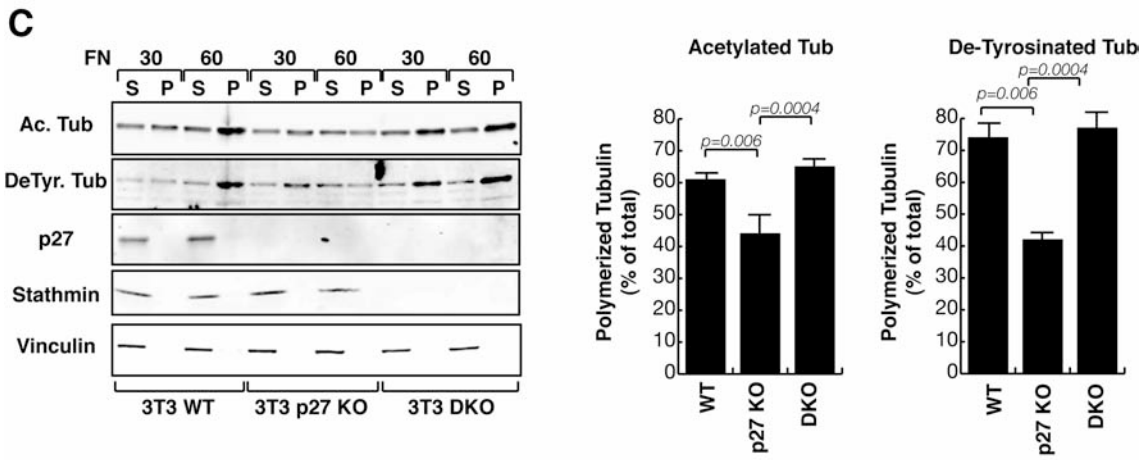 C
FN 30 60 30 60 30 60
S P S P S P S P S P S P
Ac. Tub
DeTyr. Tub
p27
Stathmin
Vinculin
3T3 WT 3T3 p27 KO 3T3 DKO
Acetylated Tub
p=0.0004
p=0.006
Polymerized Tubulin
(% of total)
80
70
60
50
40
30
20
10
0
WT
p27 KO
DKO
De-Tyrosinated Tub
p=0.0004
p=0.006
Polymerized Tubulin
(% of total)
80
70
60
50
40
30
20
10
0
WT
p27 KO
DKO